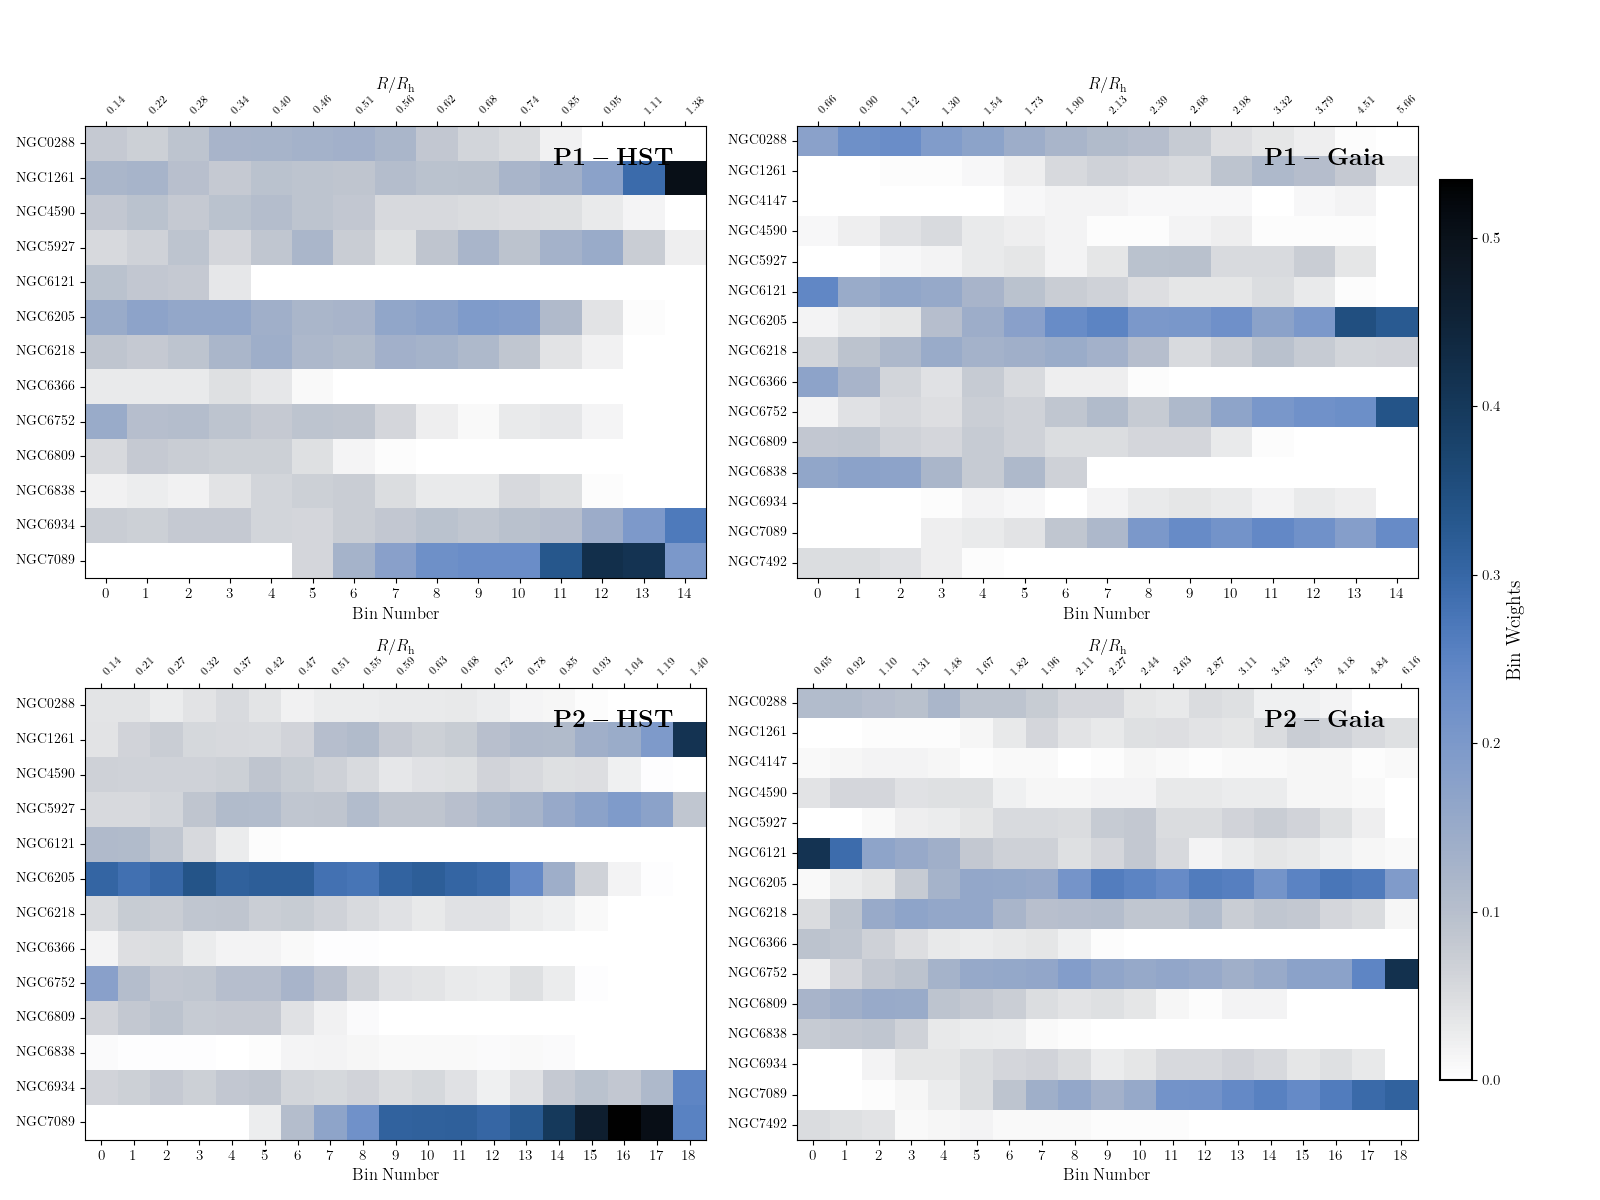 R/Rh
0.14 0.22 0.28 0.34 0.40 0.46 0.51 0.56 0.62 0.68 0.74 0.85 0.95 1.11 1.38
P1 – HST
NGC0288
NGC1261
NGC4590
NGC5927
NGC6121
NGC6205
NGC6218
NGC6366
NGC6752
NGC6809
NGC6838
NGC6934
NGC7089
0 1 2 3 4 5 6 7 8 9 10 11 12 13 14
Bin Number
R/Rh
0.66 0.90 1.12 1.30 1.54 1.73 1.90 2.13 2.39 2.68 2.98 3.32 3.79 4.51 5.66
P1 – Gaia
NGC0288
NGC1261
NGC4147
NGC4590
NGC5927
NGC6121
NGC6205
NGC6218
NGC6366
NGC6752
NGC6809
NGC6838
NGC6934
NGC7089
NGC7492
0 1 2 3 4 5 6 7 8 9 10 11 12 13 14
Bin Number
R/Rh
0.14 0.21 0.27 0.32 0.37 0.42 0.47 0.51 0.55 0.59 0.63 0.68 0.72 0.78 0.85 0.93 1.04 1.19 1.40
P2 – HST
NGC0288
NGC1261
NGC4590
NGC5927
NGC6121
NGC6205
NGC6218
NGC6366
NGC6752
NGC6809
NGC6838
NGC6934
NGC7089
0 1 2 3 4 5 6 7 8 9 10 11 12 13 14 15 16 17 18
Bin Number
R/Rh
0.65 0.92 1.10 1.31 1.48 1.67 1.82 1.96 2.11 2.27 2.44 2.63 2.87 3.11 3.43 3.75 4.18 4.84 6.16
P2 – Gaia
NGC0288
NGC1261
NGC4147
NGC4590
NGC5927
NGC6121
NGC6205
NGC6218
NGC6366
NGC6752
NGC6809
NGC6838
NGC6934
NGC7089
NGC7492
0 1 2 3 4 5 6 7 8 9 10 11 12 13 14 15 16 17 18
Bin Number
0.5
0.4
0.3
0.2
0.1
0.0
Bin Weights